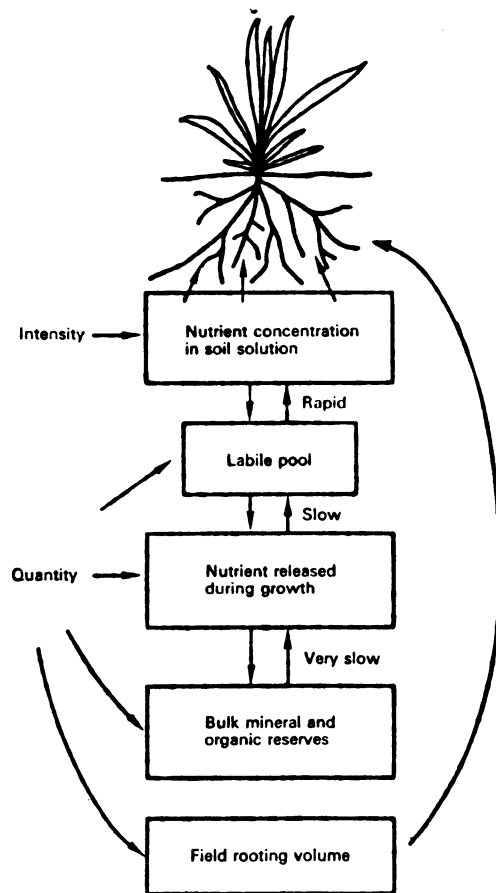 Intensity
Nutrient concentration
in soil solution
Rapid
Labile pool
Slow
Quantity
Nutrient released
during growth
Very slow
Bulk mineral and
organic reserves
Field rooting volume